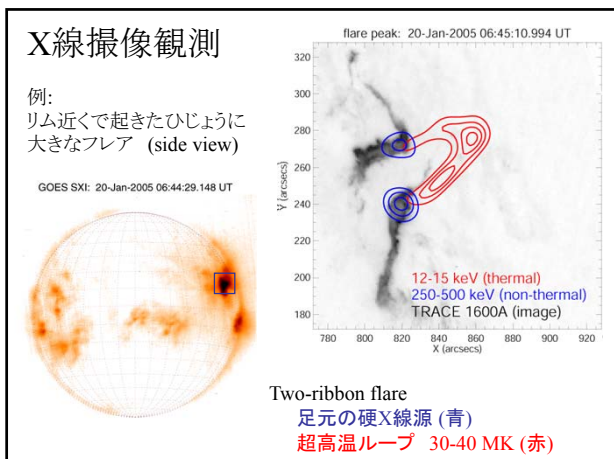 X線撮像観測
例:
リム近くで起きたひじょうに
大きなフレア (side view)
GOES SXI: 20-Jan-2005 06:44:29.148 UT
flare peak: 20-Jan-2005 06:45:10.994 UT
320
300
280
260
240
220
200
180
Y (arcsecs)
12-15 keV (thermal)
250-500 keV (non-thermal)
TRACE 1600A (image)
780 800 820 840 860 880 900 920
X (arcsecs)
Two-ribbon flare
足元の硬X線源 (青)
超高温ループ 30-40 MK (赤)